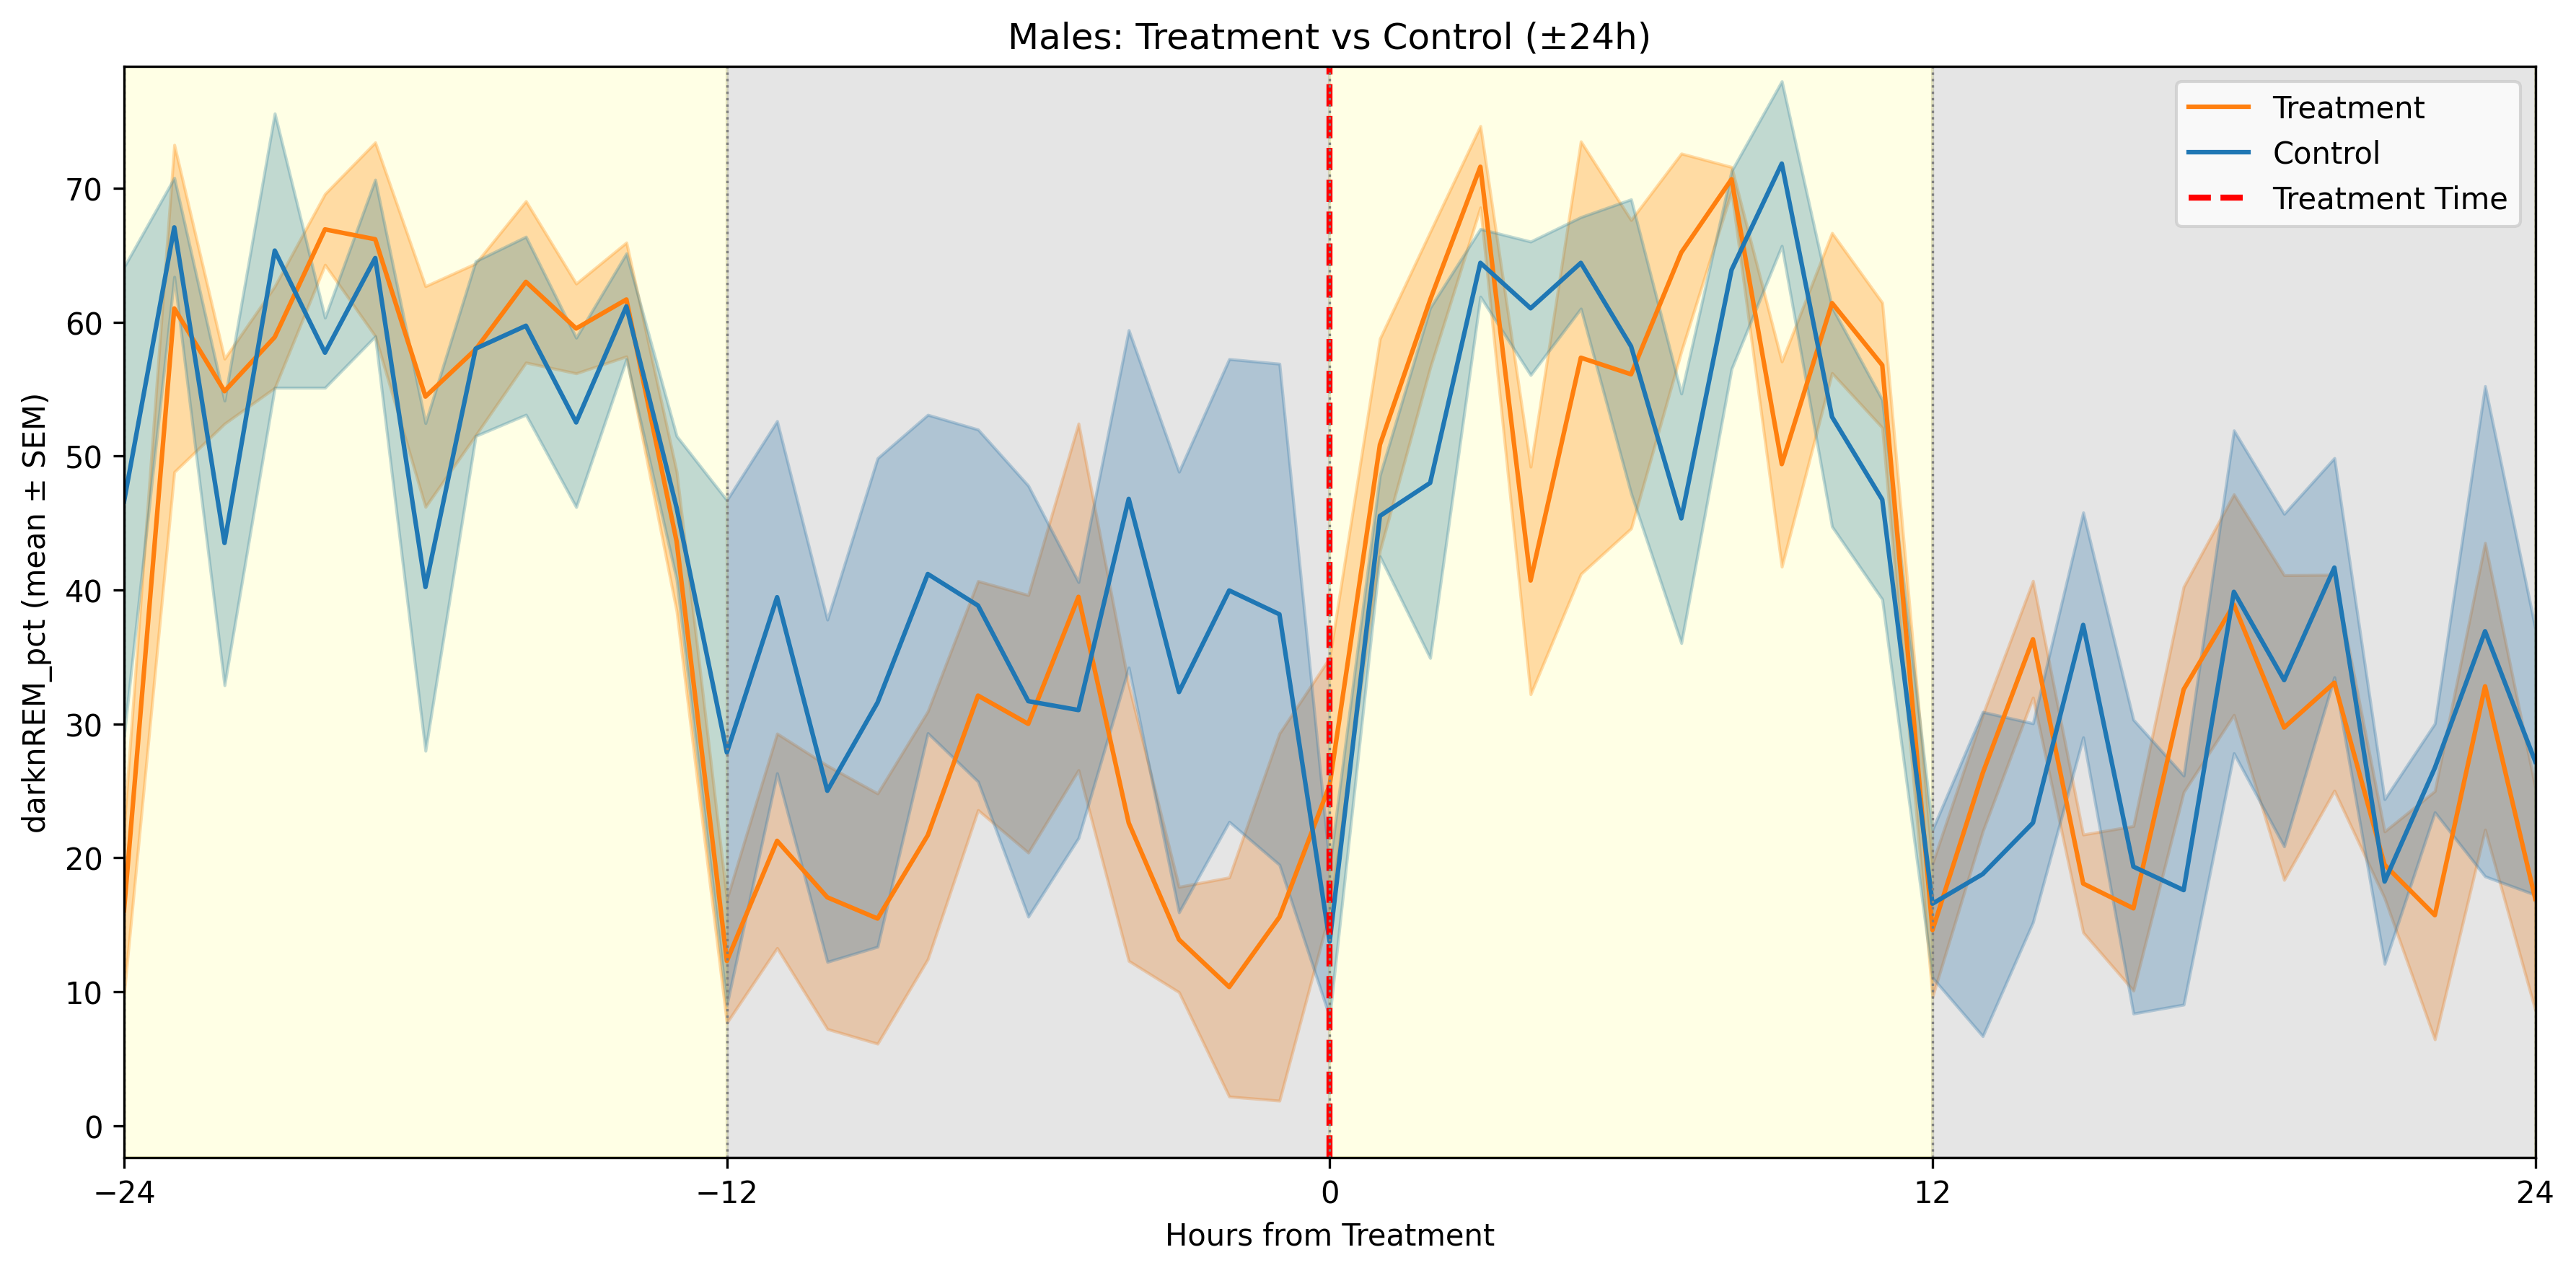 Males: Treatment vs Control (±24h)
Treatment
Control
Treatment Time
darknREM_pct (mean ± SEM)
70
60
50
40
30
20
10
0
−24
−12
0
12
24
Hours from Treatment